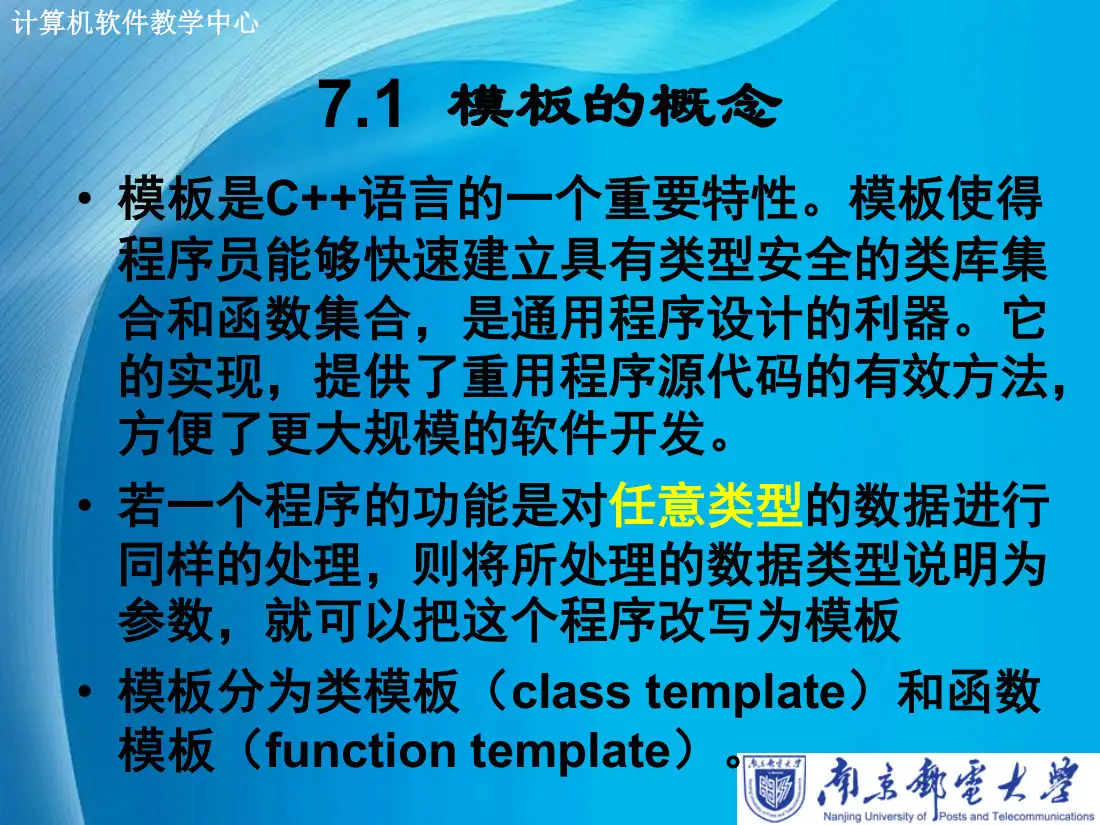 计算机软件教学中心
7.1 模板的概念
• 模板是C++语言的一个重要特性。模板使得
程序员能够快速建立具有类型安全的类库集
合和函数集合，是通用程序设计的利器。它
的实现，提供了重用程序源代码的有效方法，
方便了更大规模的软件开发。
• 若一个程序的功能是对任意类型的数据进行
同样的处理，则将所处理的数据类型说明为
参数，就可以把这个程序改写为模板
• 模板分为类模板（class template）和函数
模板（function template）。
南京邮电大学
Nanjing University of Posts and Telecommunications